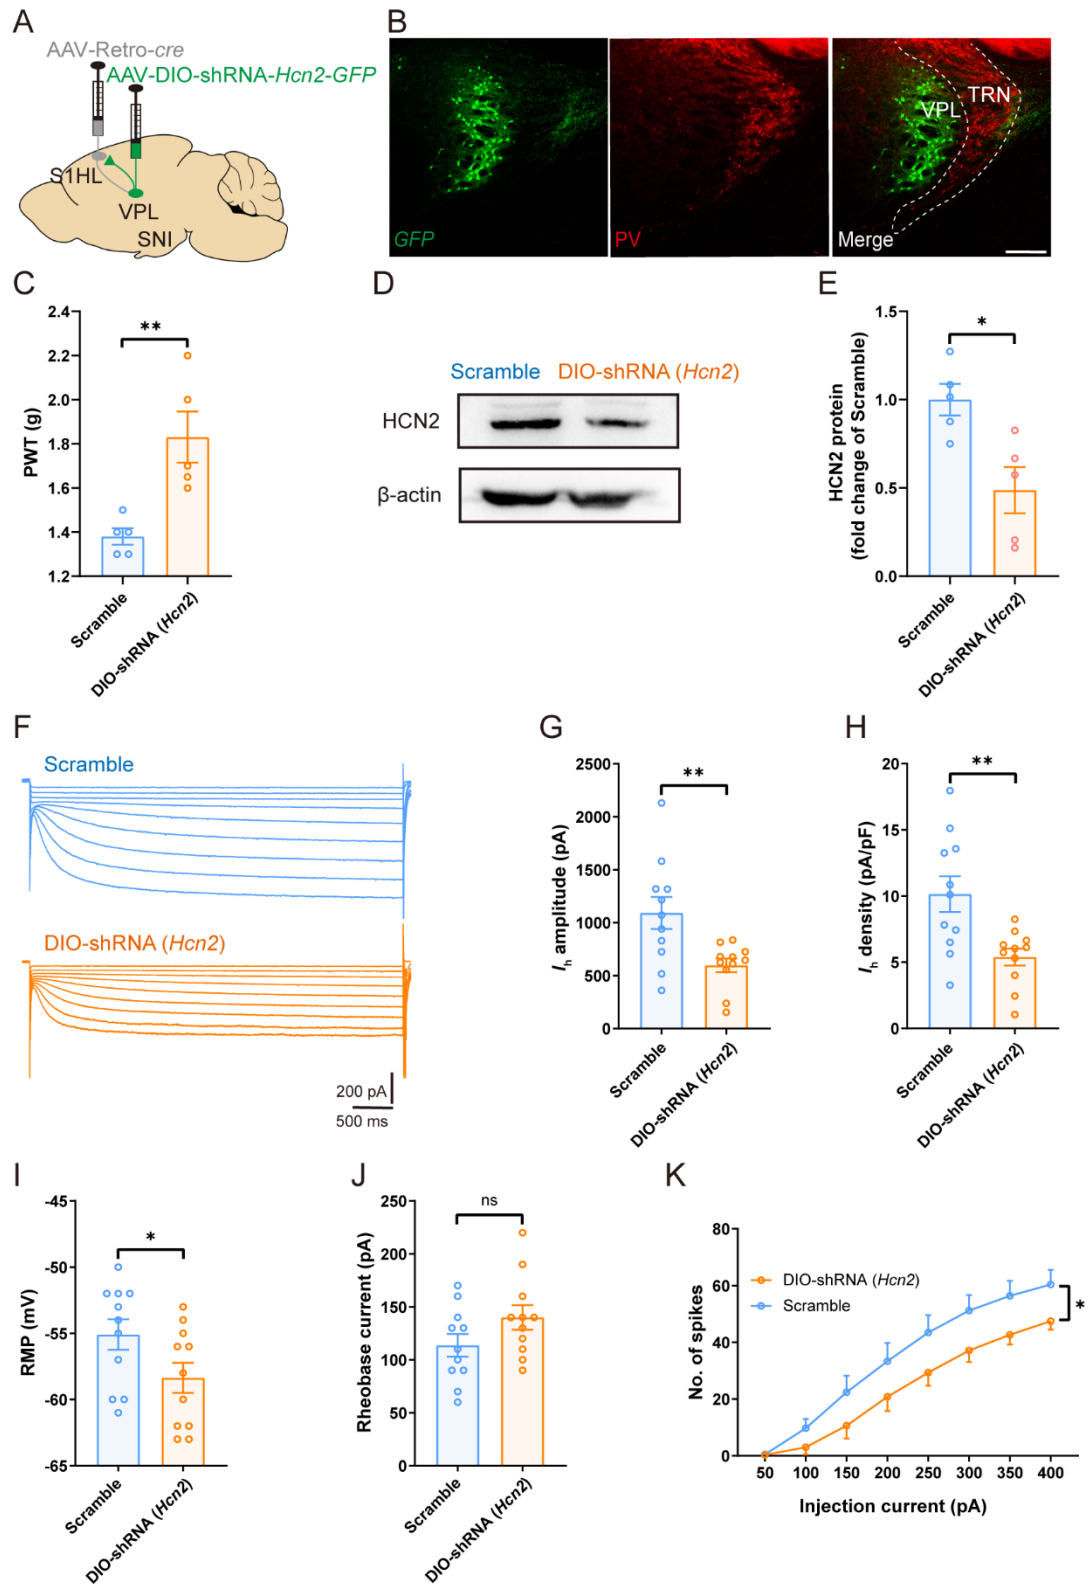 A
AAV-Retro-cre
AAV-DIO-shRNA-Hcn2-GFP
S1HL
VPL
SNI
B
GFP
PV
VPL
TRN
Merge
C
PWT (g)
2.4
2.2
2.0
1.8
1.6
1.4
1.2
**
Scramble
DIO-shRNA (Hcn2)
D
Scramble
DIO-shRNA (Hcn2)
HCN2
β-actin
E
HCN2 protein
(fold change of Scramble)
1.5
1.0
0.5
0.0
*
Scramble
DIO-shRNA (Hcn2)
F
Scramble
DIO-shRNA (Hcn2)
200 pA
500 ms
G
Ih amplitude (pA)
2500
2000
1500
1000
500
0
**
Scramble
DIO-shRNA (Hcn2)
H
Ih density (pA/pF)
20
15
10
5
0
**
Scramble
DIO-shRNA (Hcn2)
I
RMP (mV)
-45
-50
-55
-60
-65
*
Scramble
DIO-shRNA (Hcn2)
J
Rheobase current (pA)
250
200
150
100
50
0
ns
Scramble
DIO-shRNA (Hcn2)
K
No. of spikes
80
60
40
20
0
DIO-shRNA (Hcn2)
Scramble
*
50 100 150 200 250 300 350 400
Injection current (pA)